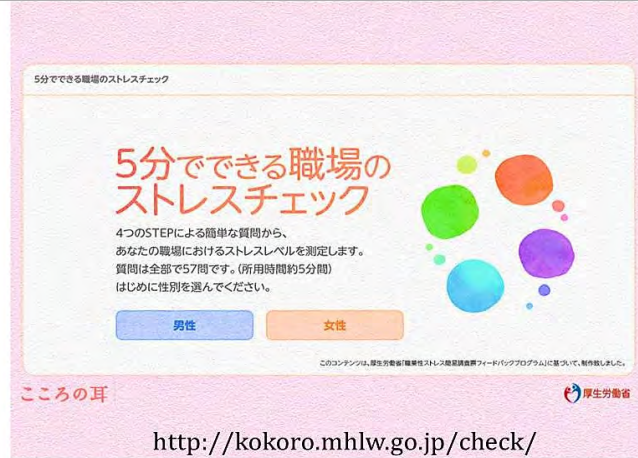 5分でできる職場のストレスチェック
5分でできる職場の
ストレスチェック
4つのSTEPによる簡単な質問から、
あなたの職場におけるストレスレベルを測定します。
質問は全部で57問です。(所用時間約5分間)
はじめに性別を選んでください。
男性
女性
このコンテンツは、厚生労働省「職業性ストレス簡易調査票フィードバックプログラム」に基づいて、制作致しました。
こころの耳
厚生労働省
http://kokoro.mhlw.go.jp/check/